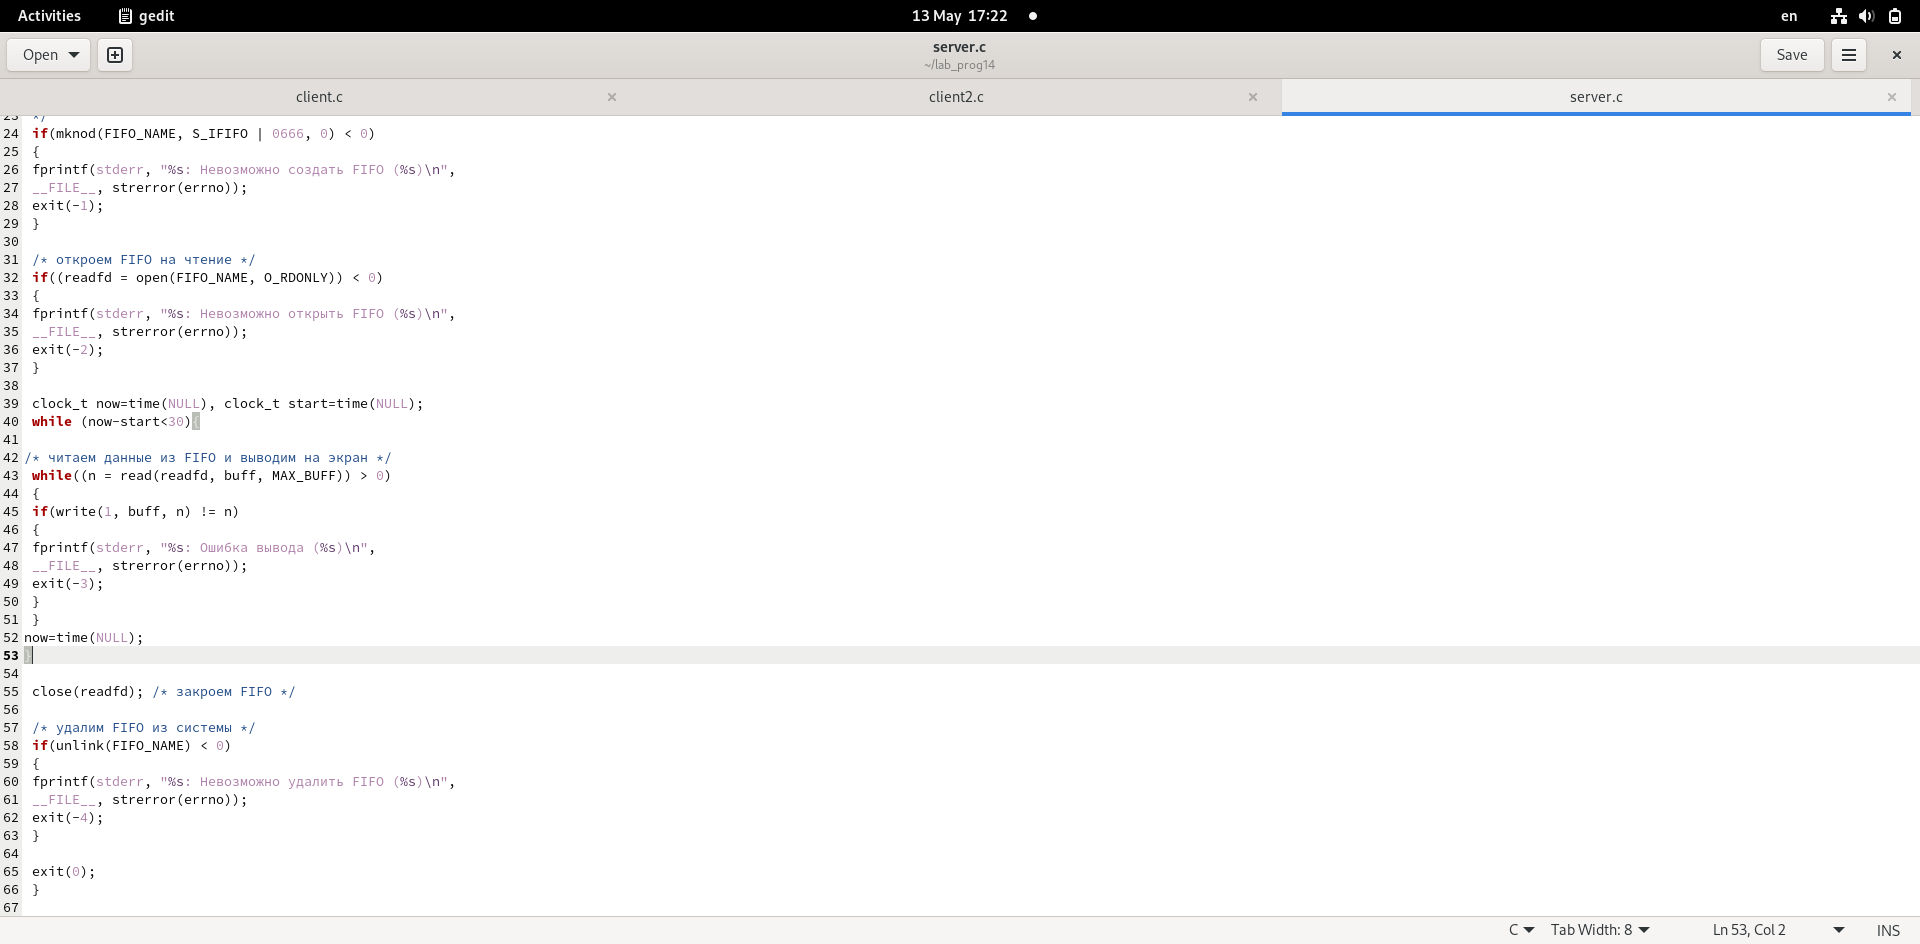 Activities
gedit
13 May 17:22
en
Open
server.c
~/lab_prog14
Save
client.c
client2.c
server.c
23 */
24 if(mknod(FIFO_NAME, S_IFIFO | 0666, 0) < 0)
25 {
26 fprintf(stderr, "%s: Невозможно создать FIFO (%s)\n",
27 __FILE__, strerror(errno));
28 exit(-1);
29 }
30
31 /* откроем FIFO на чтение */
32 if((readfd = open(FIFO_NAME, O_RDONLY)) < 0)
33 {
34 fprintf(stderr, "%s: Невозможно открыть FIFO (%s)\n",
35 __FILE__, strerror(errno));
36 exit(-2);
37 }
38
39 clock_t now=time(NULL), clock_t start=time(NULL);
40 while (now-start<30){
41
42 /* читаем данные из FIFO и выводим на экран */
43 while((n = read(readfd, buff, MAX_BUFF)) > 0)
44 {
45 if(write(1, buff, n) != n)
46 {
47 fprintf(stderr, "%s: Ошибка вывода (%s)\n",
48 __FILE__, strerror(errno));
49 exit(-3);
50 }
51 }
52 now=time(NULL);
53 }
54
55 close(readfd); /* закроем FIFO */
56
57 /* удалим FIFO из системы */
58 if(unlink(FIFO_NAME) < 0)
59 {
60 fprintf(stderr, "%s: Невозможно удалить FIFO (%s)\n",
61 __FILE__, strerror(errno));
62 exit(-4);
63 }
64
65 exit(0);
66 }
67
C
Tab Width: 8
Ln 53, Col 2
INS